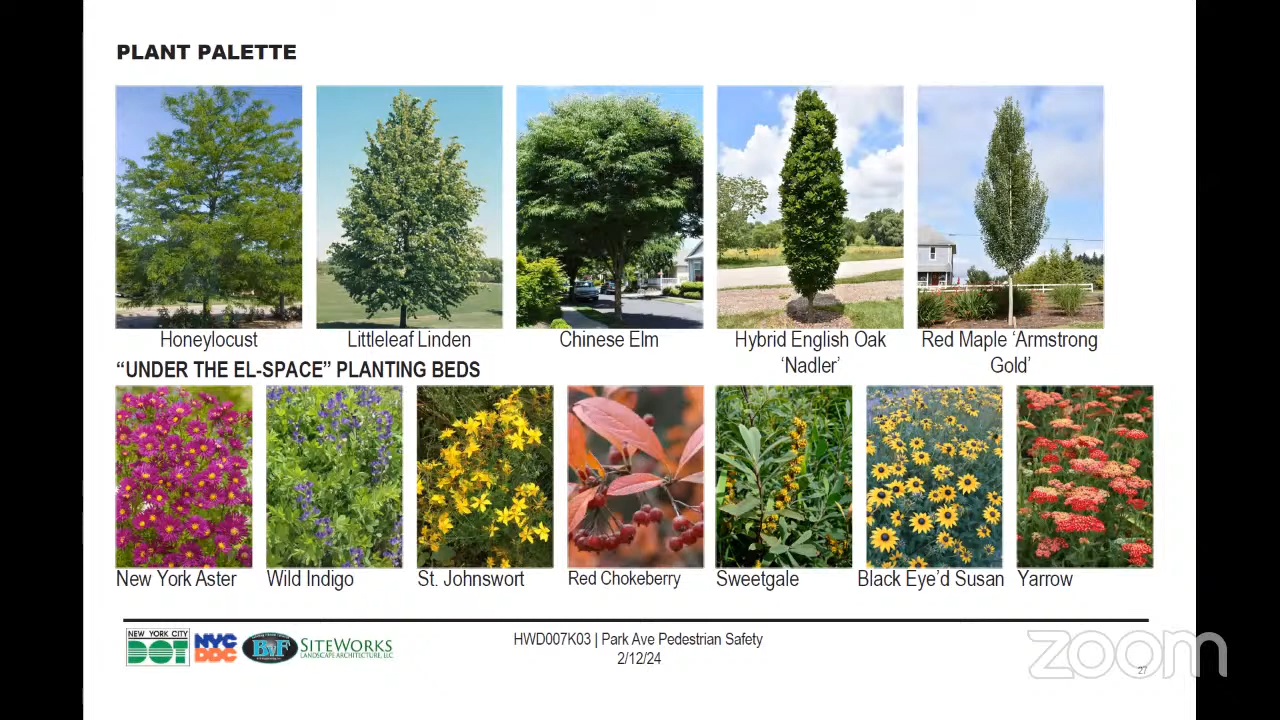 PLANT PALETTE
Honeylocust
Littleleaf Linden
Chinese Elm
Hybrid English Oak
'Nadler'
Red Maple 'Armstrong
Gold'
"UNDER THE EL-SPACE" PLANTING BEDS
New York Aster
Wild Indigo
St. Johnswort
Red Chokeberry
Sweetgale
Black Eye'd Susan
Yarrow
NEW YORK CITY
DOT
NYC
DDC
B&F
SITEWORKS
LANDSCAPE ARCHITECTURE, LLC
HWD007K03 | Park Ave Pedestrian Safety
2/12/24
zoom
27